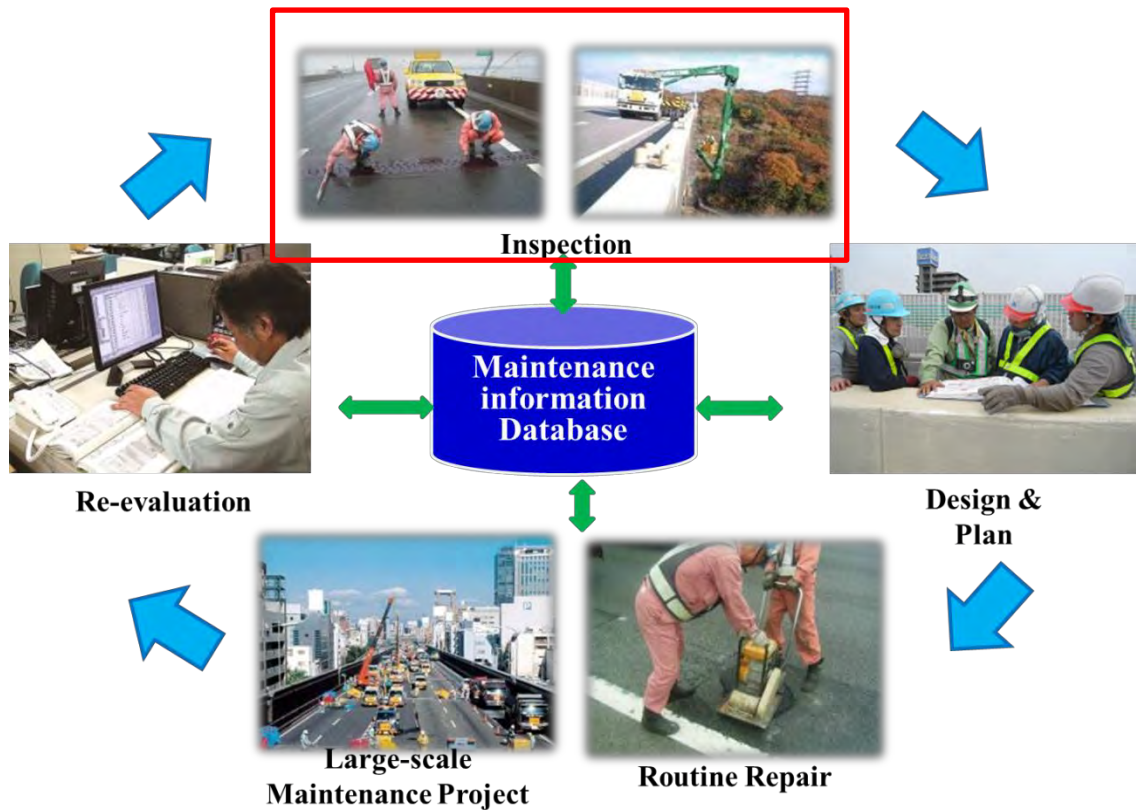 Inspection
Maintenance
information
Database
Re-evaluation
Design &
Plan
Large-scale
Maintenance Project
Routine Repair